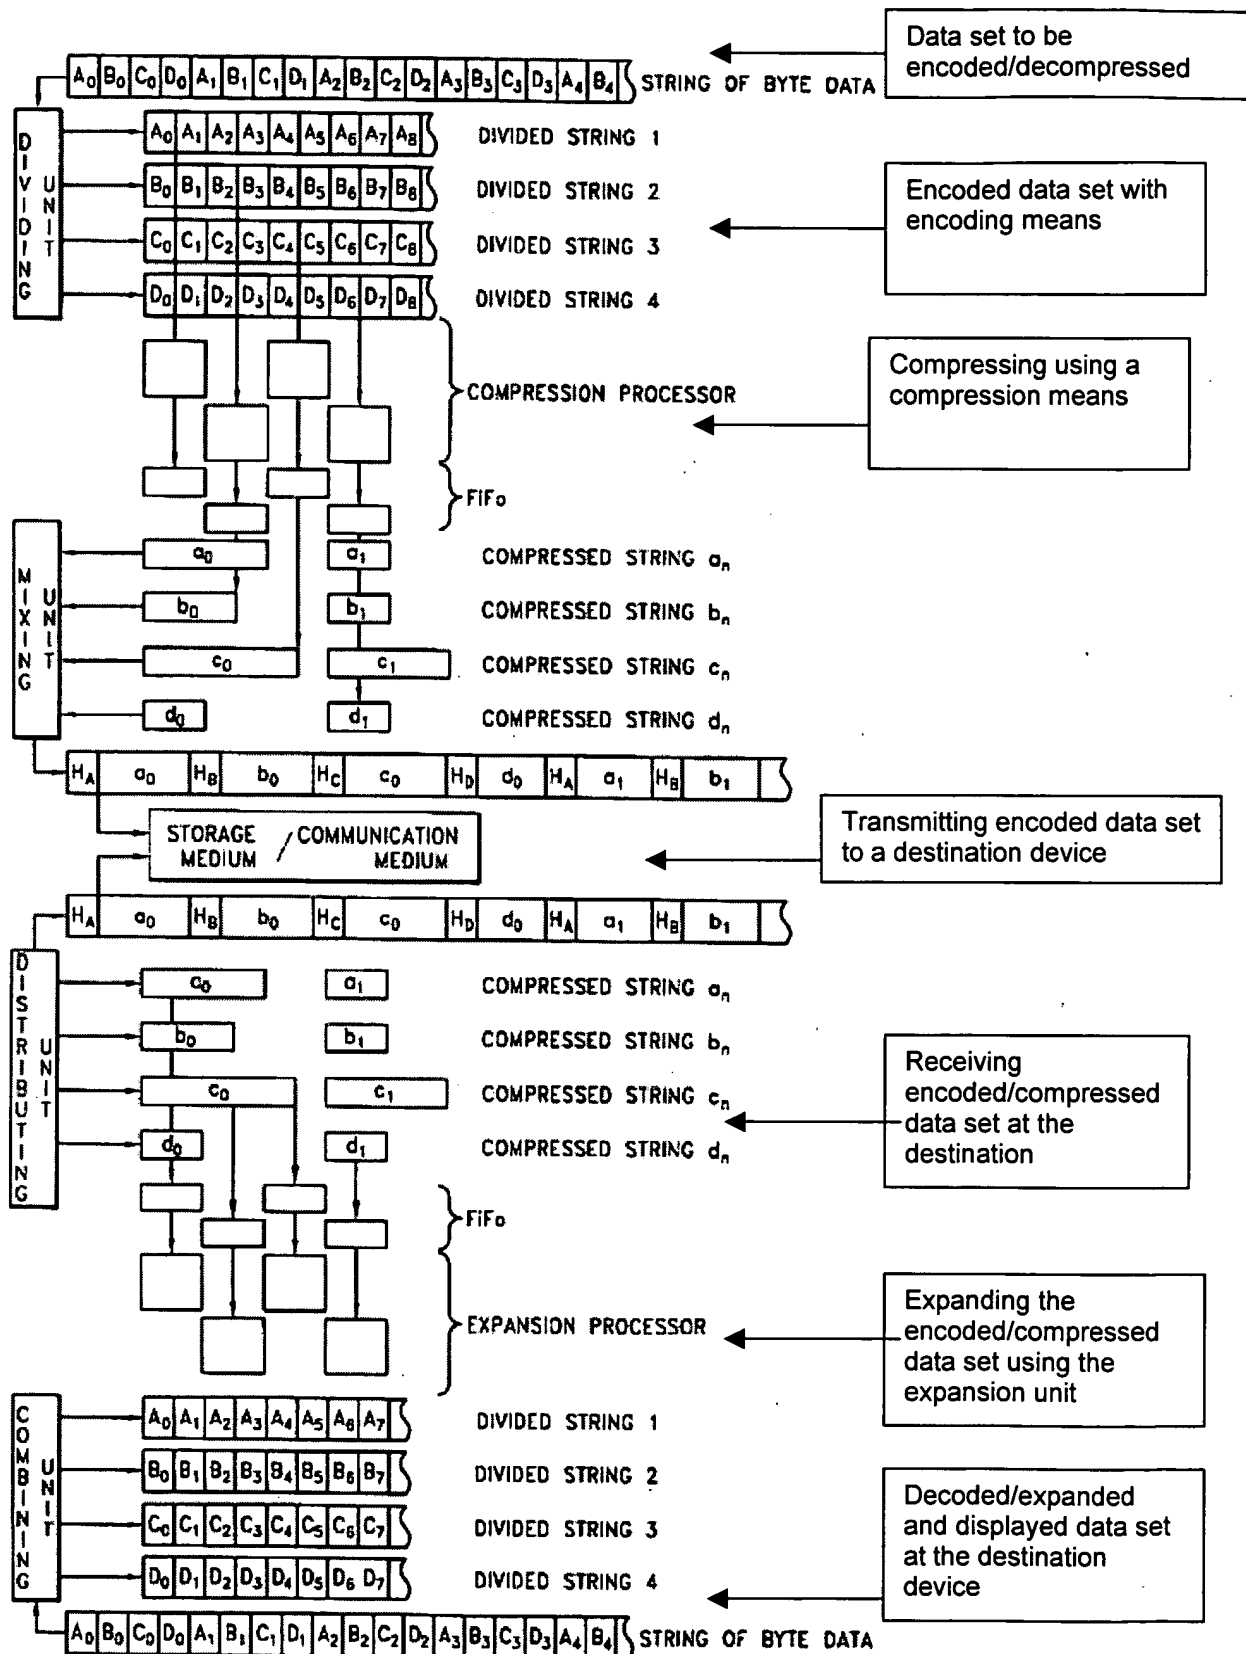 Data set to be
encoded/decompressed
A₀ B₀ C₀ D₀ A₁ B₁ C₁ D₁ A₂ B₂ C₂ D₂ A₃ B₃ C₃ D₃ A₄ B₄ STRING OF BYTE DATA
DIVIDING UNIT
A₀ A₁ A₂ A₃ A₄ A₅ A₆ A₇ A₈ DIVIDED STRING 1
B₀ B₁ B₂ B₃ B₄ B₅ B₆ B₇ B₈ DIVIDED STRING 2
Encoded data set with
encoding means
C₀ C₁ C₂ C₃ C₄ C₅ C₆ C₇ C₈ DIVIDED STRING 3
D₀ D₁ D₂ D₃ D₄ D₅ D₆ D₇ D₈ DIVIDED STRING 4
COMPRESSION PROCESSOR
Compressing using a
compression means
FiFo
MIXING UNIT
a₀ a₁ COMPRESSED STRING aₙ
b₀ b₁ COMPRESSED STRING bₙ
c₀ c₁ COMPRESSED STRING cₙ
d₀ d₁ COMPRESSED STRING dₙ
H_A a₀ H_B b₀ H_C c₀ H_D d₀ H_A a₁ H_B b₁
STORAGE / COMMUNICATION
MEDIUM MEDIUM
Transmitting encoded data set
to a destination device
H_A a₀ H_B b₀ H_C c₀ H_D d₀ H_A a₁ H_B b₁
DISTRIBUTING UNIT
c₀ a₁ COMPRESSED STRING aₙ
b₀ b₁ COMPRESSED STRING bₙ
c₀ c₁ COMPRESSED STRING cₙ
d₀ d₁ COMPRESSED STRING dₙ
Receiving
encoded/compressed
data set at the
destination
FiFo
EXPANSION PROCESSOR
Expanding the
encoded/compressed
data set using the
expansion unit
COMBINING UNIT
A₀ A₁ A₂ A₃ A₄ A₅ A₆ A₇ DIVIDED STRING 1
B₀ B₁ B₂ B₃ B₄ B₅ B₆ B₇ DIVIDED STRING 2
C₀ C₁ C₂ C₃ C₄ C₅ C₆ C₇ DIVIDED STRING 3
D₀ D₁ D₂ D₃ D₄ D₅ D₆ D₇ DIVIDED STRING 4
Decoded/expanded
and displayed data set
at the destination
device
A₀ B₀ C₀ D₀ A₁ B₁ C₁ D₁ A₂ B₂ C₂ D₂ A₃ B₃ C₃ D₃ A₄ B₄ STRING OF BYTE DATA